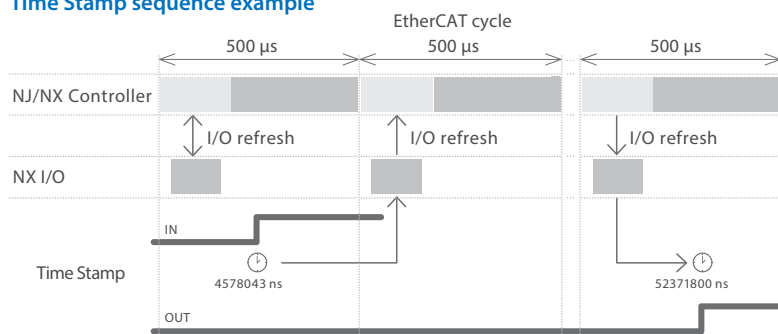 Time Stamp sequence example
EtherCAT cycle
500 µs 500 µs 500 µs
NJ/NX Controller
I/O refresh I/O refresh I/O refresh
NX I/O
IN
Time Stamp
4578043 ns 52371800 ns
OUT